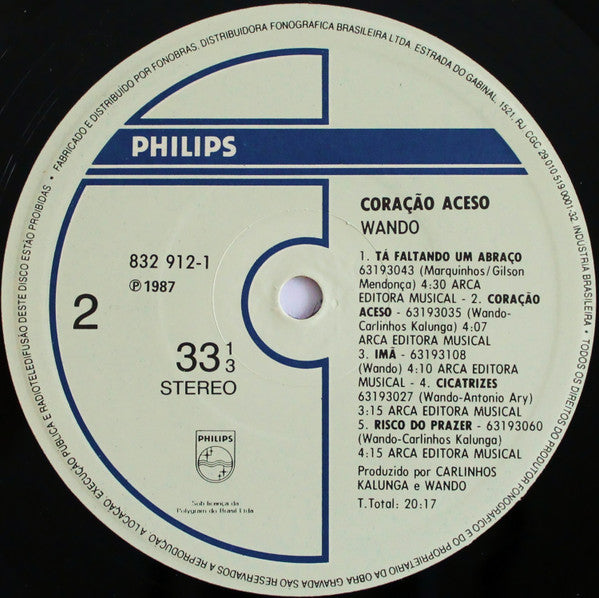 • FABRICADO E DISTRIBUIDO POR FONOBRAS. DISTRIBUIDORA FONOGRAFICA BRASILEIRA LTDA. ESTRADA DO GABINAL, 1521, RJ CGC 29.010.519.0001-32. INDUSTRIA BRASILEIRA • TODOS OS DIREITOS DO PRODUTOR FONOGRAFICO E DO PROPRIETARIO DA OBRA GRAVADA SAO RESERVADOS A REPRODUÇÃO. A LOCAÇÃO, EXECUÇÃO PUBLICA E RADIOTELEDIFUSÃO DESTE DISCO ESTÃO PROIBIDAS
PHILIPS
832 912-1
℗ 1987
2
33 1/3
STEREO
PHILIPS
Sob licença da
Polygram do Brasil Ltda
CORAÇÃO ACESO
WANDO
1. TÁ FALTANDO UM ABRAÇO
63193043 (Marquinhos/Gilson
Mendonça) 4:30 ARCA
EDITORA MUSICAL - 2. CORAÇÃO
ACESO - 63193035 (Wando-
Carlinhos Kalunga) 4:07
ARCA EDITORA MUSICAL
3. IMÃ - 63193108
(Wando) 4:10 ARCA EDITORA
MUSICAL - 4. CICATRIZES
63193027 (Wando-Antonio Ary)
3:15 ARCA EDITORA MUSICAL
5. RISCO DO PRAZER - 63193060
(Wando-Carlinhos Kalunga)
4:15 ARCA EDITORA MUSICAL
Produzido por CARLINHOS
KALUNGA e WANDO
T.Total: 20:17